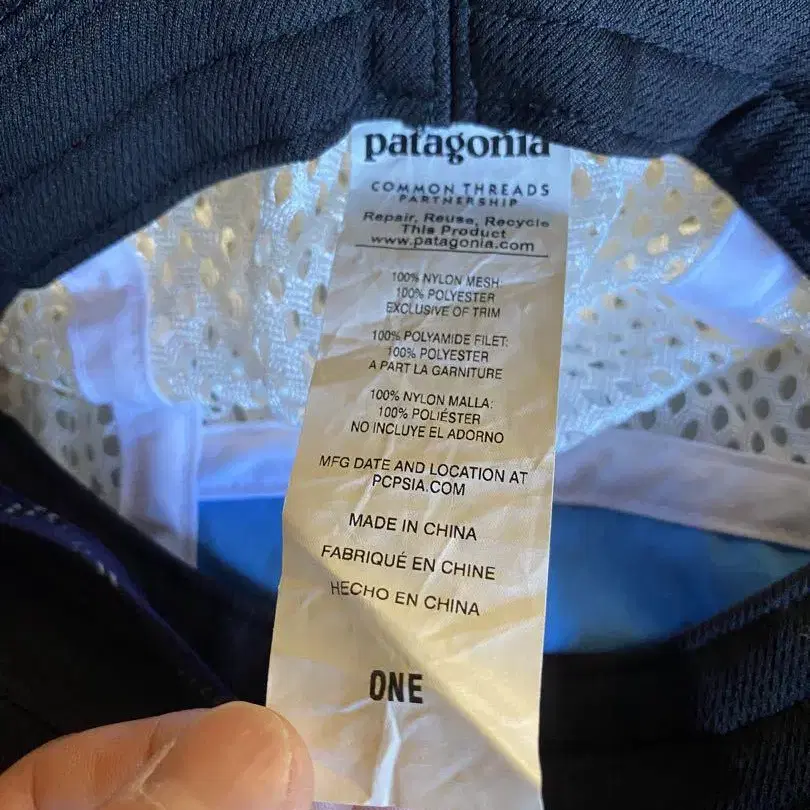 patagonia
COMMON THREADS
PARTNERSHIP
Repair, Reuse, Recycle
This Product
www.patagonia.com
100% NYLON MESH:
100% POLYESTER
EXCLUSIVE OF TRIM
100% POLYAMIDE FILET:
100% POLYESTER
A PART LA GARNITURE
100% NYLON MALLA:
100% POLIÉSTER
NO INCLUYE EL ADORNO
MFG DATE AND LOCATION AT
PCPSIA.COM
MADE IN CHINA
FABRIQUÉ EN CHINE
HECHO EN CHINA
ONE